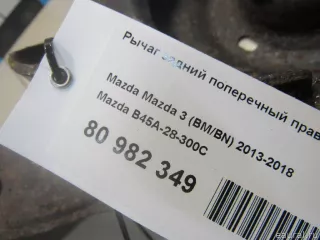 Рычаг задний поперечный прав
Mazda Mazda 3 (BM/BN) 2013-2018
Mazda B45A-28-300C
80 982 349